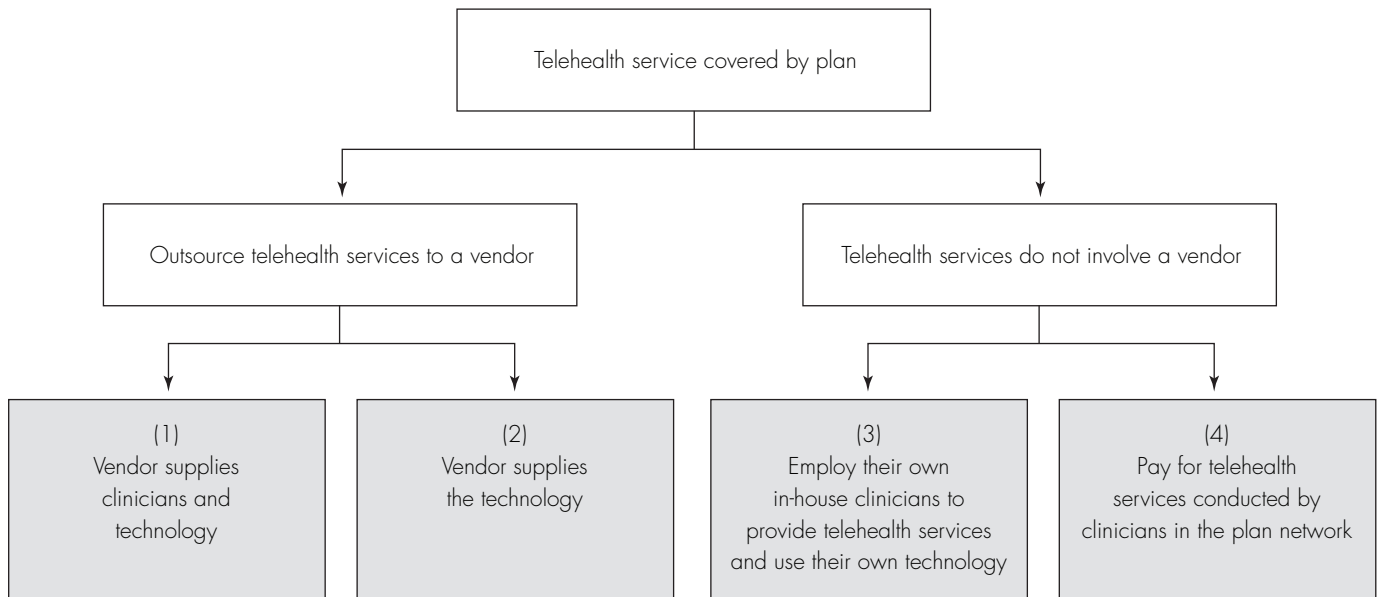 Telehealth service covered by plan
Outsource telehealth services to a vendor
Telehealth services do not involve a vendor
(1)
Vendor supplies
clinicians and
technology
(2)
Vendor supplies
the technology
(3)
Employ their own
in-house clinicians to
provide telehealth services
and use their own technology
(4)
Pay for telehealth
services conducted by
clinicians in the plan network